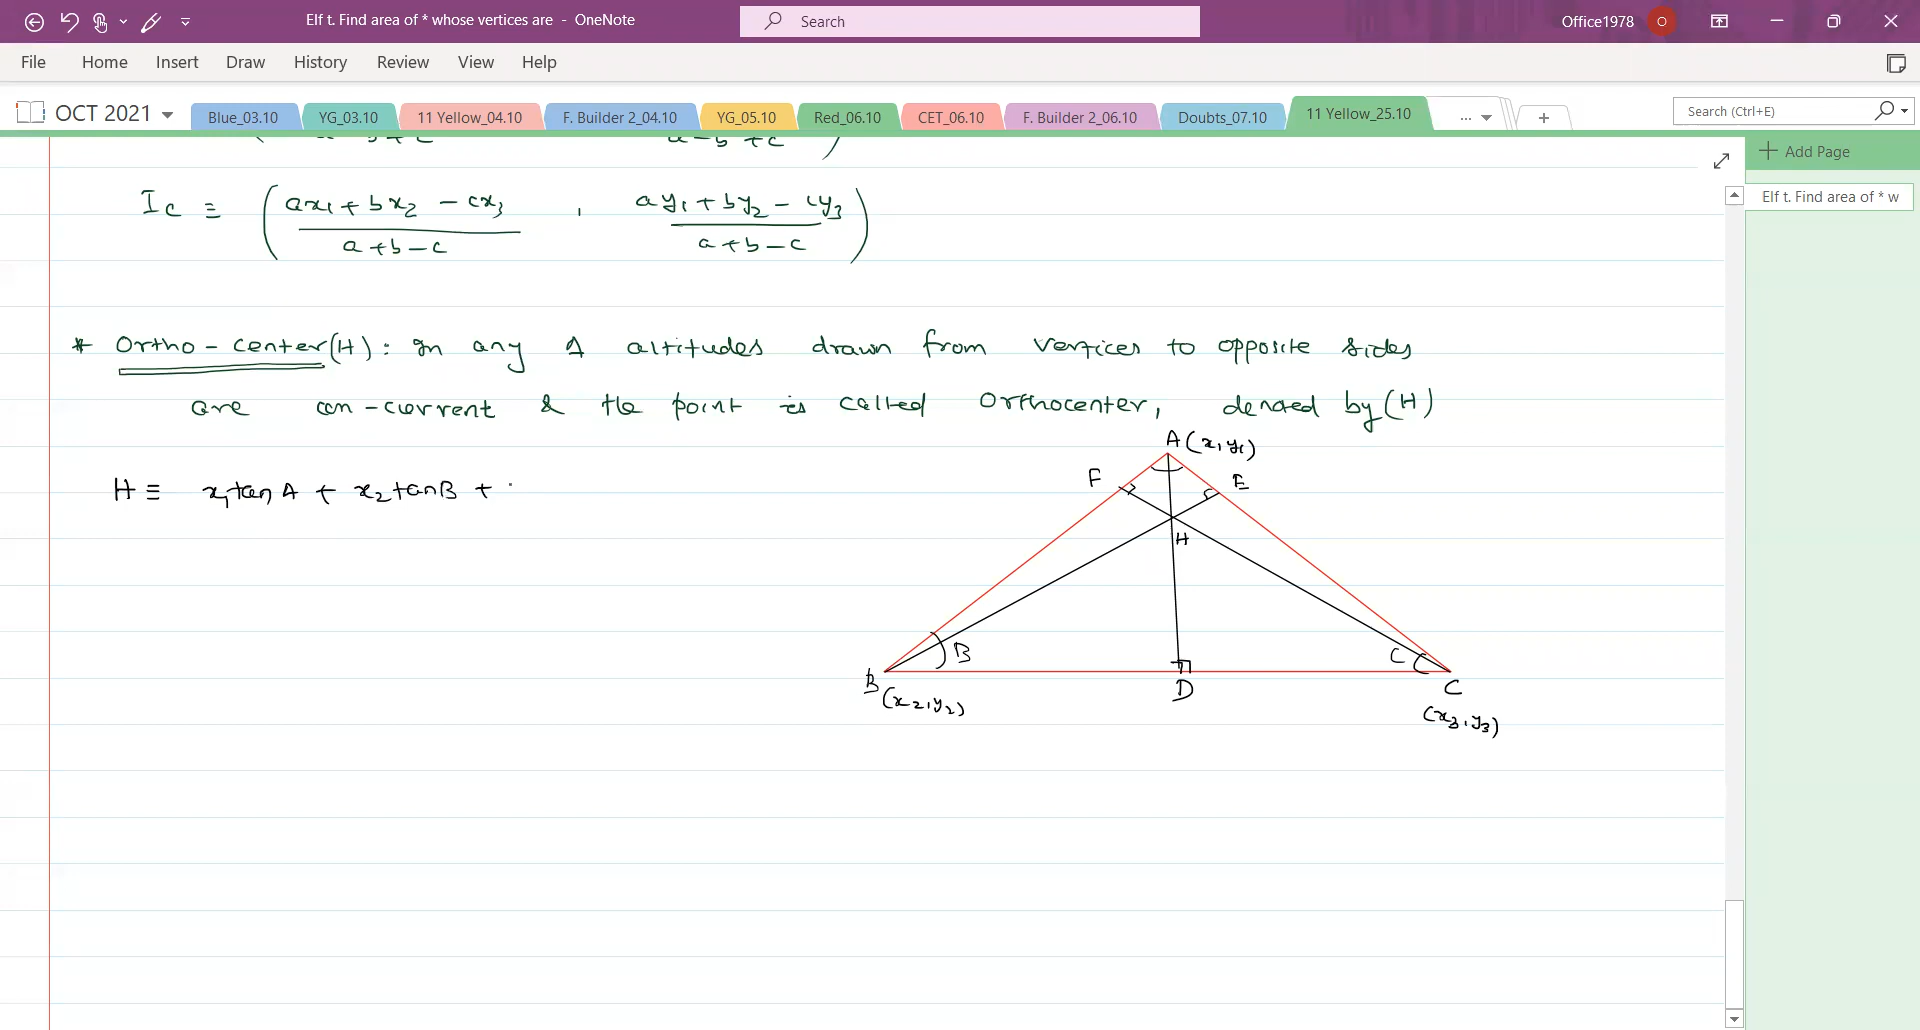 Elf t. Find area of * whose vertices are - OneNote
Search
Office1978
O
File Home Insert Draw History Review View Help
OCT 2021
Blue_03.10
YG_03.10
11 Yellow_04.10
F. Builder 2_04.10
YG_05.10
Red_06.10
CET_06.10
F. Builder 2_06.10
Doubts_07.10
11 Yellow_25.10
...
+
Search (Ctrl+E)
+ Add Page
Elf t. Find area of * w
a-b+c
I_C ≡ ( (ax₁ + bx₂ - cx₃)/(a+b-c) , (ay₁ + by₂ - cy₃)/(a+b-c) )
* Ortho-center(H): In any Δ altitudes drawn from vertices to opposite sides
are con-current & the point is called Orthocenter, denoted by (H)
H ≡ x₁tanA + x₂tanB +
A(x₁y₁)
F
E
H
B
C
B
(x₂,y₂)
D
C
(x₃,y₃)